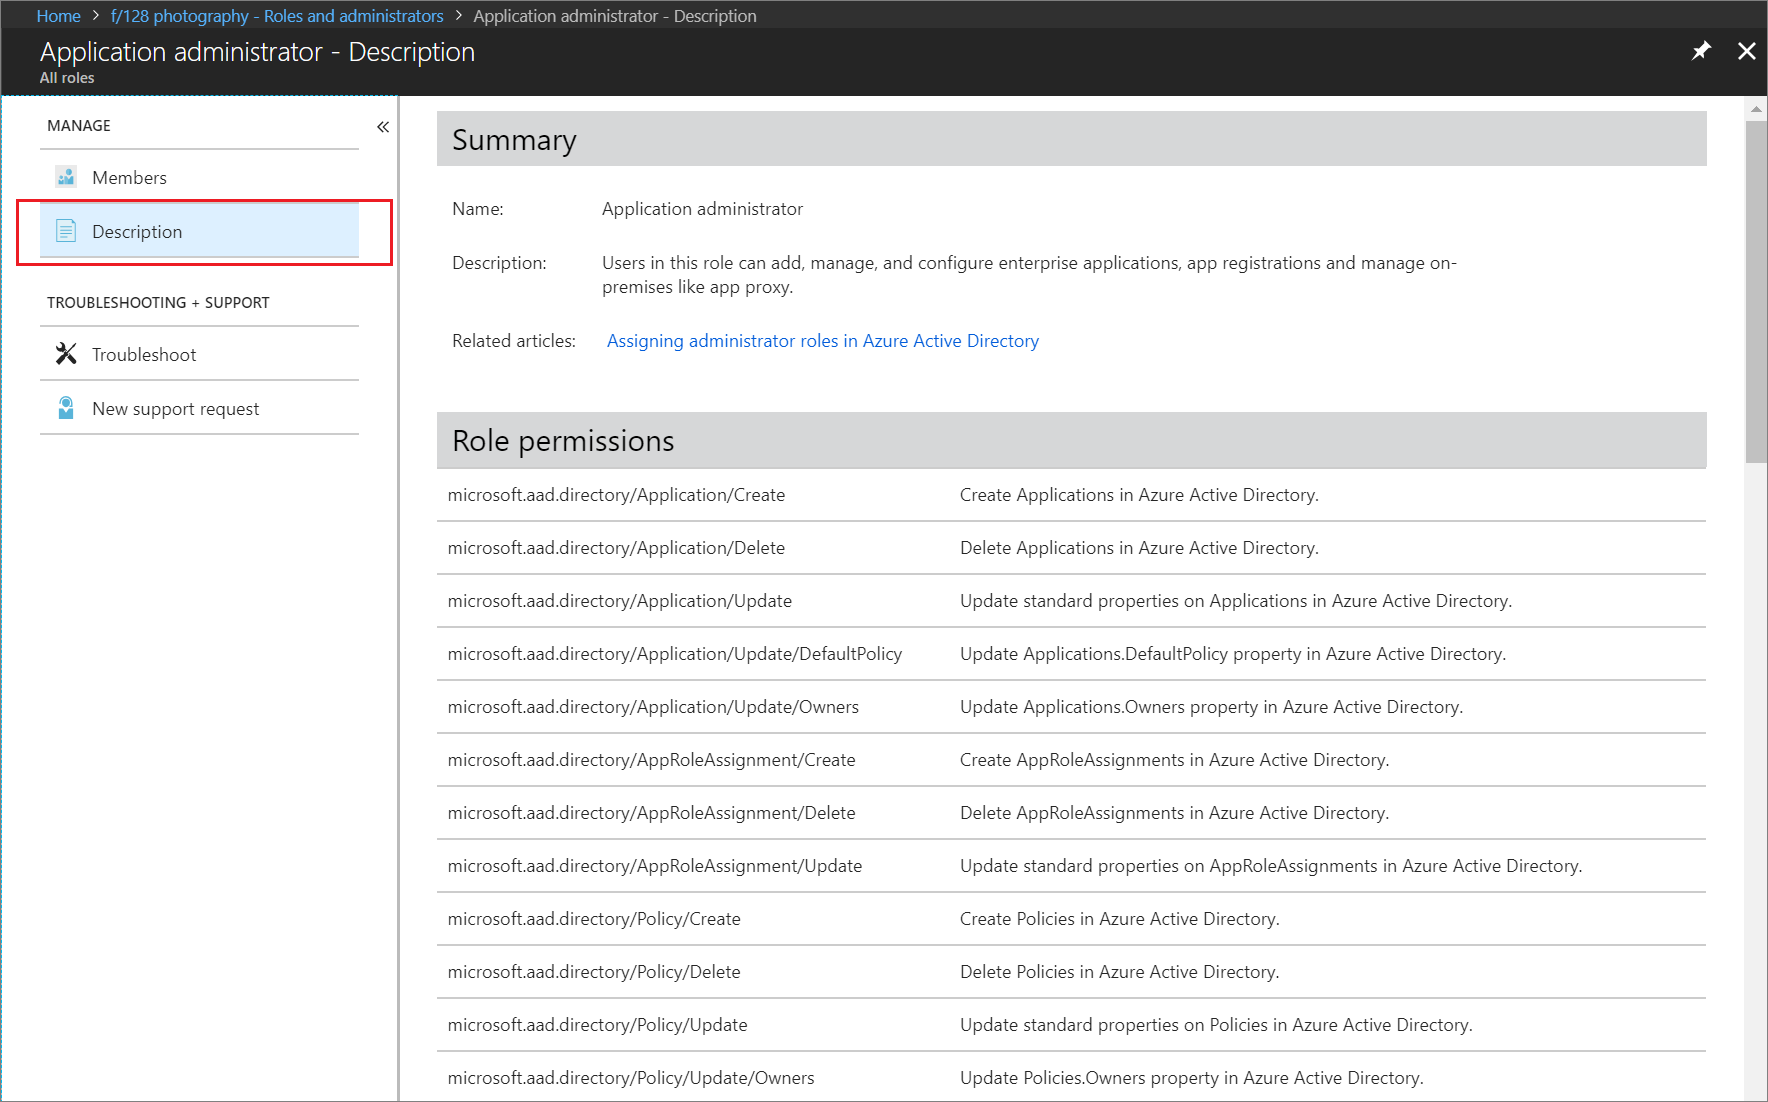 Home > f/128 photography - Roles and administrators > Application administrator - Description
Application administrator - Description
All roles
MANAGE
Members
Description
TROUBLESHOOTING + SUPPORT
Troubleshoot
New support request
Summary
Name: Application administrator
Description: Users in this role can add, manage, and configure enterprise applications, app registrations and manage on-
premises like app proxy.
Related articles: Assigning administrator roles in Azure Active Directory
Role permissions
microsoft.aad.directory/Application/Create Create Applications in Azure Active Directory.
microsoft.aad.directory/Application/Delete Delete Applications in Azure Active Directory.
microsoft.aad.directory/Application/Update Update standard properties on Applications in Azure Active Directory.
microsoft.aad.directory/Application/Update/DefaultPolicy Update Applications.DefaultPolicy property in Azure Active Directory.
microsoft.aad.directory/Application/Update/Owners Update Applications.Owners property in Azure Active Directory.
microsoft.aad.directory/AppRoleAssignment/Create Create AppRoleAssignments in Azure Active Directory.
microsoft.aad.directory/AppRoleAssignment/Delete Delete AppRoleAssignments in Azure Active Directory.
microsoft.aad.directory/AppRoleAssignment/Update Update standard properties on AppRoleAssignments in Azure Active Directory.
microsoft.aad.directory/Policy/Create Create Policies in Azure Active Directory.
microsoft.aad.directory/Policy/Delete Delete Policies in Azure Active Directory.
microsoft.aad.directory/Policy/Update Update standard properties on Policies in Azure Active Directory.
microsoft.aad.directory/Policy/Update/Owners Update Policies.Owners property in Azure Active Directory.